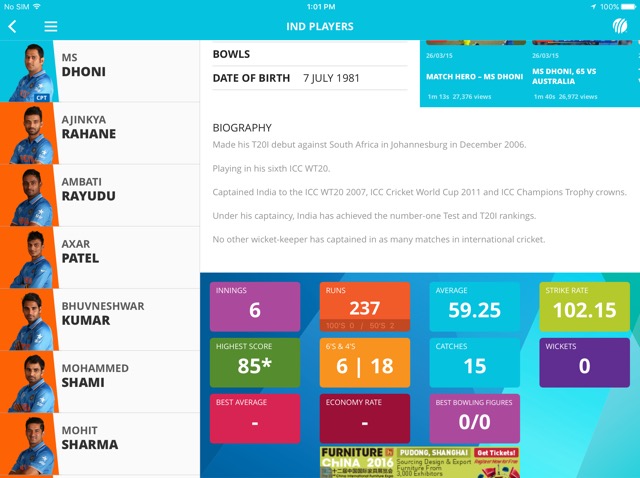 No SIM
1:01 PM
100%
IND PLAYERS
MS
DHONI
CPT
AJINKYA
RAHANE
AMBATI
RAYUDU
AXAR
PATEL
BHUVNESHWAR
KUMAR
MOHAMMED
SHAMI
MOHIT
SHARMA
BOWLS
DATE OF BIRTH 7 JULY 1981
26/03/15
MATCH HERO – MS DHONI
1m 13s 27,376 views
26/03/15
MS DHONI, 65 VS
AUSTRALIA
1m 40s 26,972 views
BIOGRAPHY
Made his T20I debut against South Africa in Johannesburg in December 2006.
Playing in his sixth ICC WT20.
Captained India to the ICC WT20 2007, ICC Cricket World Cup 2011 and ICC Champions Trophy crowns.
Under his captaincy, India has achieved the number-one Test and T20I rankings.
No other wicket-keeper has captained in as many matches in international cricket.
INNINGS
6
RUNS
237
100'S 0 / 50'S 2
AVERAGE
59.25
STRIKE RATE
102.15
HIGHEST SCORE
85*
6'S & 4'S
6 | 18
CATCHES
15
WICKETS
0
BEST AVERAGE
-
ECONOMY RATE
-
BEST BOWLING FIGURES
0/0
FURNITURE
CHINA 2016
PUDONG, SHANGHAI
Sourcing Design & Export
Furniture From
3,000 Exhibitors
Get Tickets!